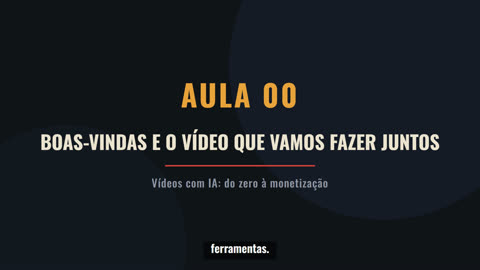 AULA 00
BOAS-VINDAS E O VÍDEO QUE VAMOS FAZER JUNTOS
Vídeos com IA: do zero à monetização
ferramentas.